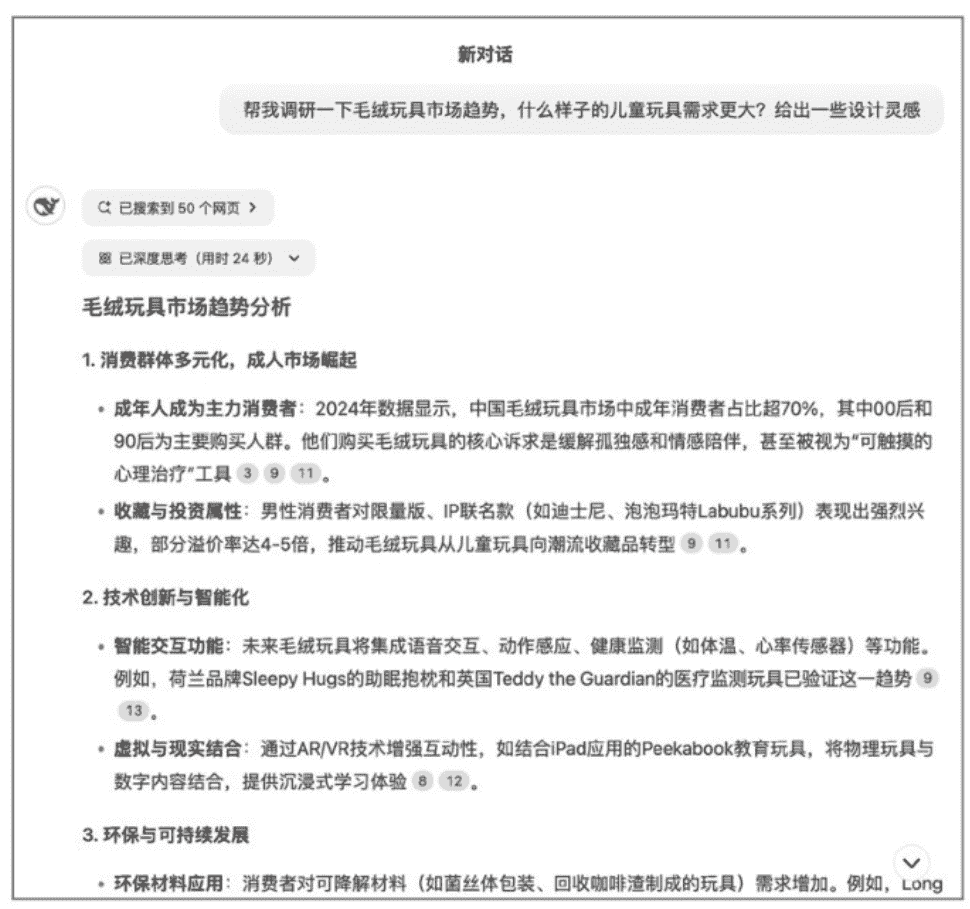 新对话
帮我调研一下毛绒玩具市场趋势，什么样子的儿童玩具需求更大？给出一些设计灵感
已搜索到 50 个网页 >
已深度思考（用时 24 秒）
毛绒玩具市场趋势分析
1. 消费群体多元化，成人市场崛起
• 成年人成为主力消费者：2024年数据显示，中国毛绒玩具市场中成年消费者占比超70%，其中00后和
90后为主要购买人群。他们购买毛绒玩具的核心诉求是缓解孤独感和情感陪伴，甚至被视为“可触摸的
心理治疗”工具 3 9 11 。
• 收藏与投资属性：男性消费者对限量版、IP联名款（如迪士尼、泡泡玛特Labubu系列）表现出强烈兴
趣，部分溢价率达4-5倍，推动毛绒玩具从儿童玩具向潮流收藏品转型 9 11 。
2. 技术创新与智能化
• 智能交互功能：未来毛绒玩具将集成语音交互、动作感应、健康监测（如体温、心率传感器）等功能。
例如，荷兰品牌Sleepy Hugs的助眠抱枕和英国Teddy the Guardian的医疗监测玩具已验证这一趋势 9
13 。
• 虚拟与现实结合：通过AR/VR技术增强互动性，如结合iPad应用的Peekabook教育玩具，将物理玩具与
数字内容结合，提供沉浸式学习体验 8 12 。
3. 环保与可持续发展
• 环保材料应用：消费者对可降解材料（如菌丝体包装、回收咖啡渣制成的玩具）需求增加。例如，Long